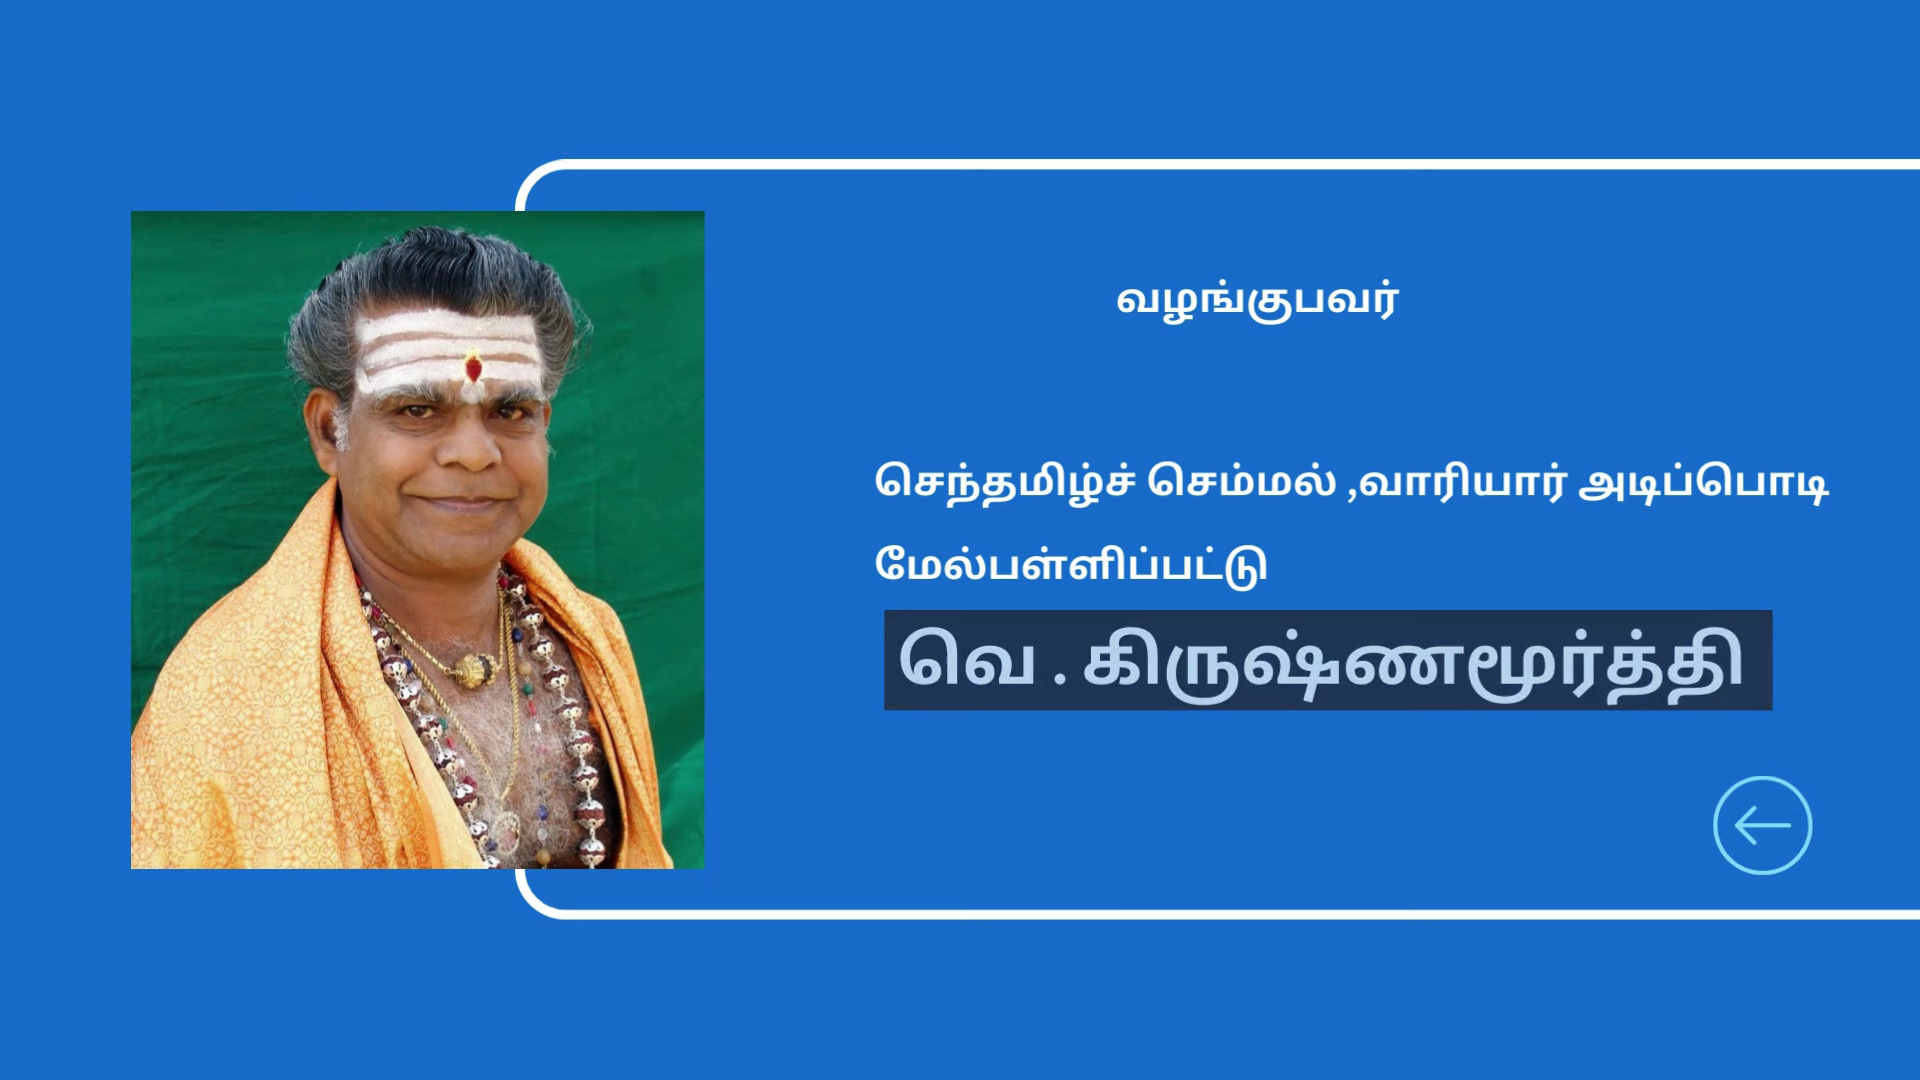 வழங்குபவர்
செந்தமிழ்ச் செம்மல் ,வாரியார் அடிப்பொடி
மேல்பள்ளிப்பட்டு
வெ . கிருஷ்ணமூர்த்தி